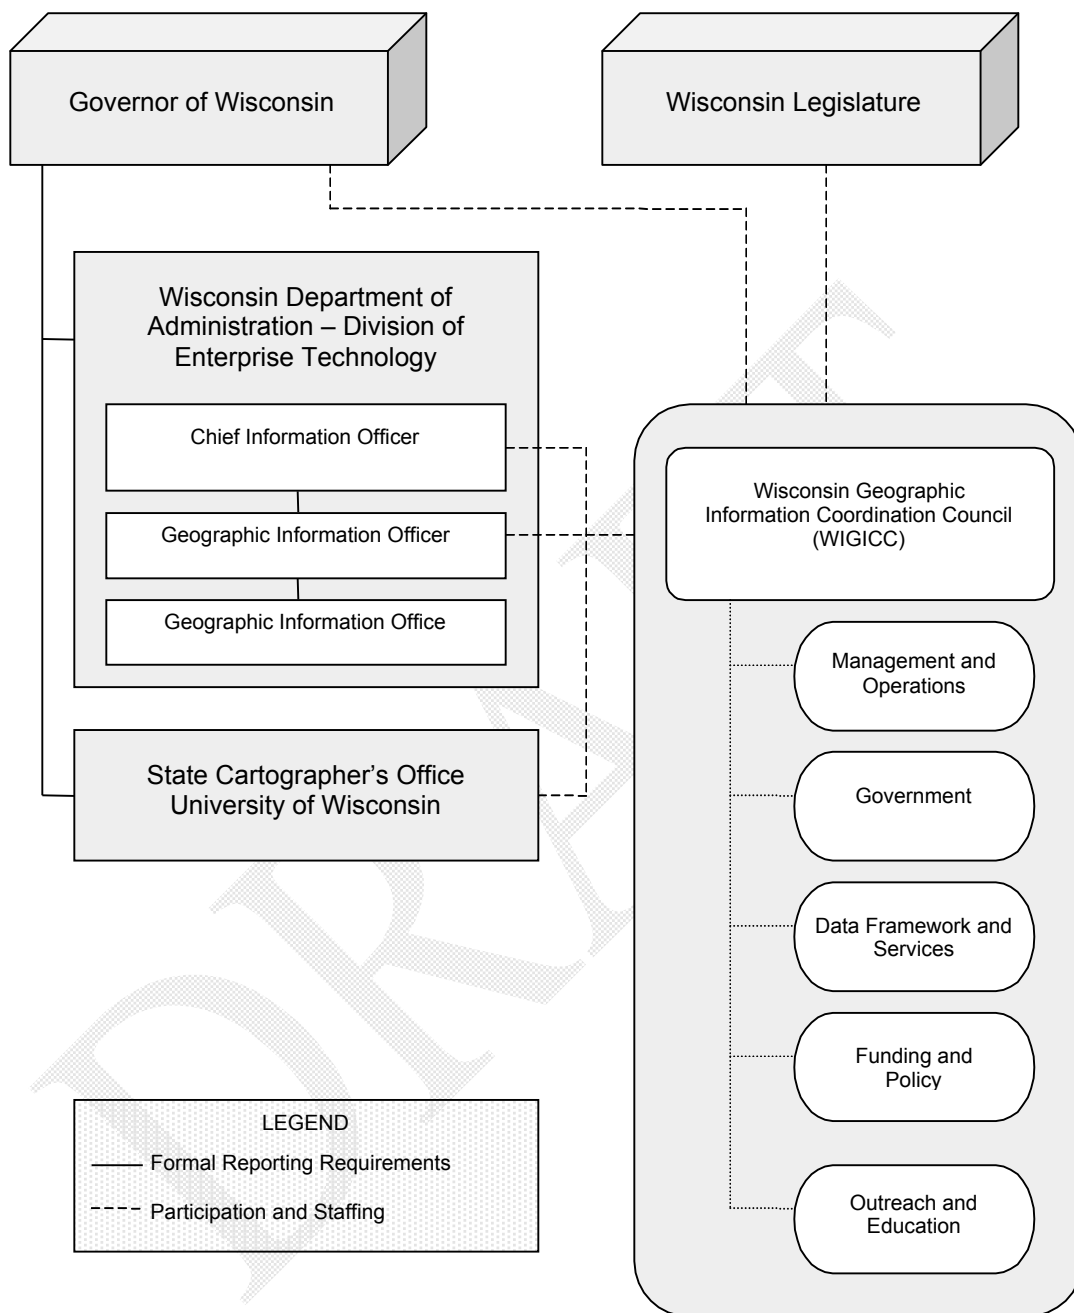 Governor of Wisconsin
Wisconsin Legislature
Wisconsin Department of
Administration – Division of
Enterprise Technology
Chief Information Officer
Geographic Information Officer
Geographic Information Office
State Cartographer’s Office
University of Wisconsin
Wisconsin Geographic
Information Coordination Council
(WIGICC)
Management and
Operations
Government
Data Framework and
Services
Funding and
Policy
Outreach and
Education
LEGEND
Formal Reporting Requirements
Participation and Staffing
DRAFT